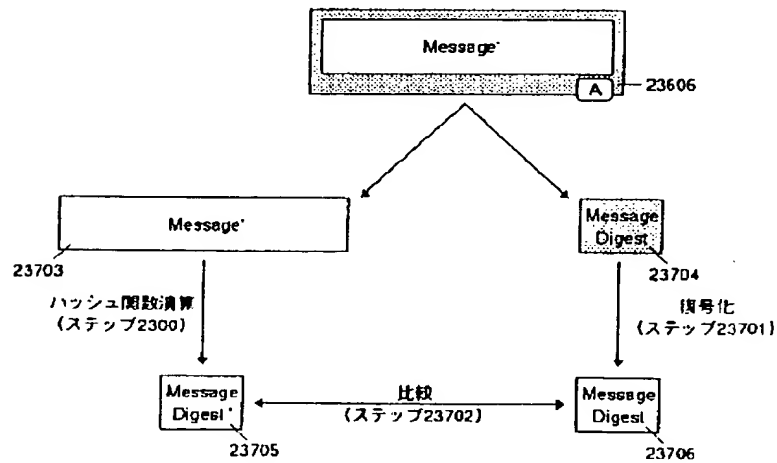 Message'
A
23606
Message'
Message
Digest
23703
23704
ハッシュ関数演算
(ステップ2300)
復号化
(ステップ23701)
Message
Digest'
比較
(ステップ23702)
Message
Digest
23705
23706